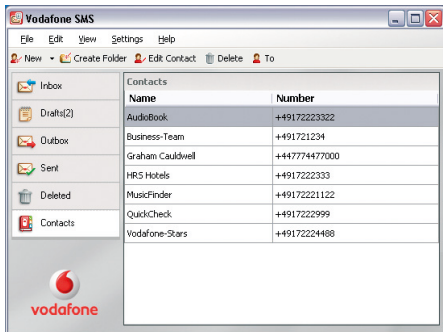 Vodafone SMS
File Edit View Settings Help
New Create Folder Edit Contact Delete To
Inbox
Drafts(2)
Outbox
Sent
Deleted
Contacts
vodafone
Contacts
Name Number
AudioBook +49172223322
Business-Team +491721234
Graham Cauldwell +447774477000
HRS Hotels +49172222333
MusicFinder +49172221122
QuickCheck +4917222999
Vodafone-Stars +49172224488